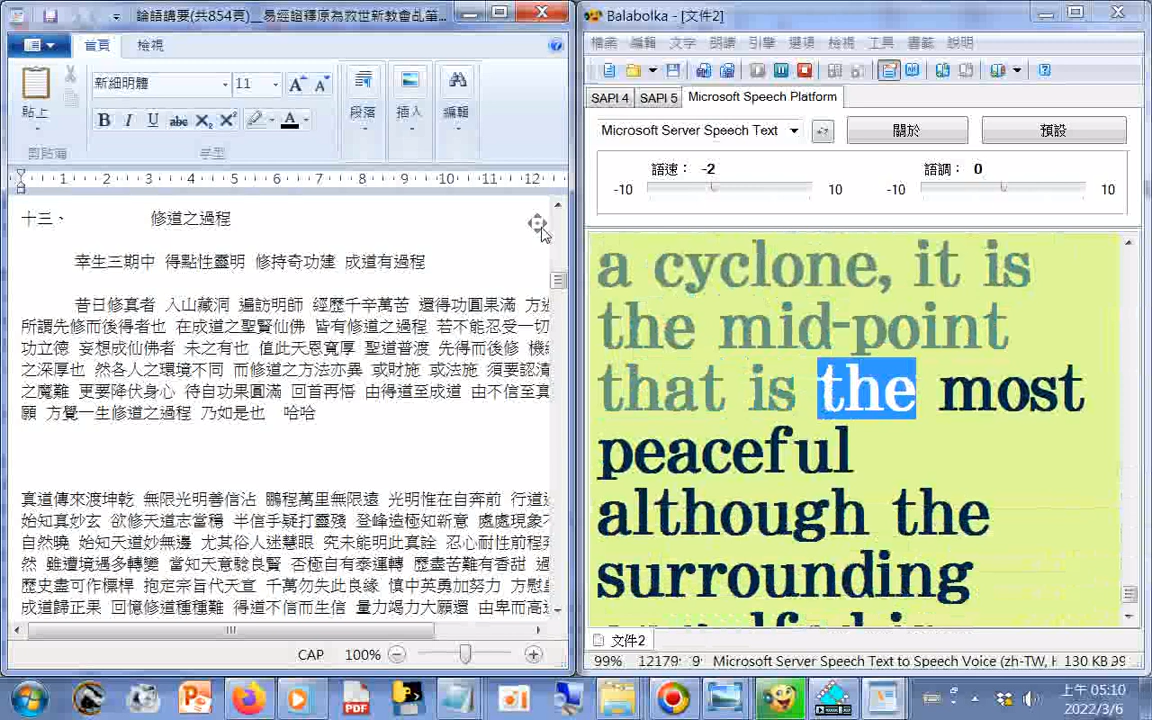 論語講要(共854頁)__易經證釋原為救世新教會乩筆...
首頁
檢視
新細明體
11
貼上
段落
插入
編輯
剪貼簿
字型
1 2 3 4 5 6 7 8 9 10 11 12
十三、 修道之過程
幸生三期中 得點性靈明 修持奇功建 成道有過程
昔日修真者 入山藏洞 遍訪明師 經歷千辛萬苦 還得功圓果滿 方
所謂先修而後得者也 在成道之聖賢仙佛 皆有修道之過程 若不能忍受一切
功立德 妄想成仙佛者 未之有也 值此天恩寬厚 聖道普渡 先得而後修 機
之深厚也 然各人之環境不同 而修道之方法亦異 或財施 或法施 須要認清
之魔難 更要降伏身心 待自功果圓滿 回首再悟 由得道至成道 由不信至真
願 方覺一生修道之過程 乃如是也 哈哈
真道傳來渡坤乾 無限光明善信沾 鵬程萬里無限遠 光明惟在自奔前 行道
始知真妙玄 欲修天道志當穩 半信半疑打靈殘 登峰造極知新意 處處現象
自然曉 始知天道妙無邊 尤其俗人迷慧眼 究未能明此真詮 忍心耐性前程
然 雖遭境遇多轉變 當知天意驗良賢 否極自有泰運轉 歷盡苦難有香甜 過
歷史盡可作標桿 抱定宗旨代天宣 千萬勿失此良緣 慎中英勇加努力 方慰
成道歸正果 回憶修道種種難 得道不信而生信 量力竭力大願還 由卑而高
CAP 100%
Balabolka - [文件2]
檔案 編輯 文字 朗讀 引擎 選項 檢視 工具 書籤 說明
SAPI 4 SAPI 5 Microsoft Speech Platform
Microsoft Server Speech Text
關於
預設
語速： -2
語調： 0
-10 10 -10 10
a cyclone, it is
the mid-point
that is the most
peaceful
although the
surrounding
文件2
99% 12179 Microsoft Server Speech Text to Speech Voice (zh-TW, 130 KB
上午 05:10
2022/3/6